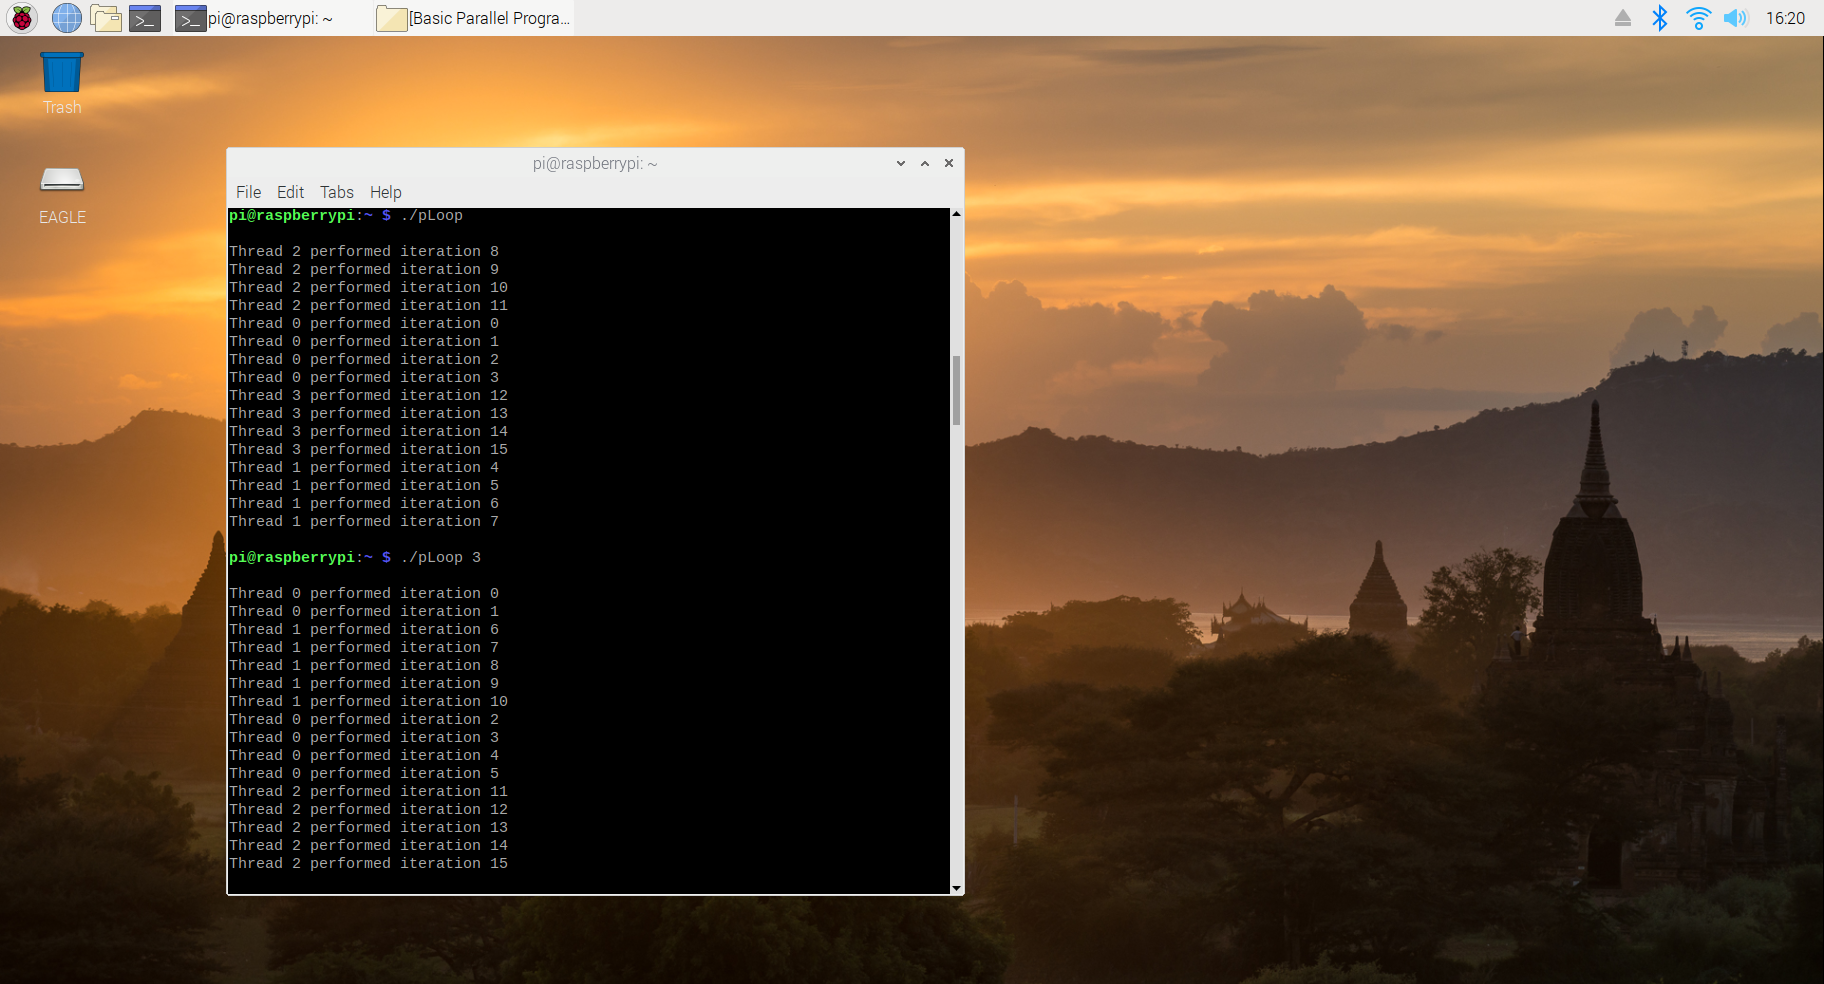 pi@raspberrypi: ~
[Basic Parallel Progra...
16:20
Trash
EAGLE
pi@raspberrypi: ~
File Edit Tabs Help
pi@raspberrypi:~ $ ./pLoop
Thread 2 performed iteration 8
Thread 2 performed iteration 9
Thread 2 performed iteration 10
Thread 2 performed iteration 11
Thread 0 performed iteration 0
Thread 0 performed iteration 1
Thread 0 performed iteration 2
Thread 0 performed iteration 3
Thread 3 performed iteration 12
Thread 3 performed iteration 13
Thread 3 performed iteration 14
Thread 3 performed iteration 15
Thread 1 performed iteration 4
Thread 1 performed iteration 5
Thread 1 performed iteration 6
Thread 1 performed iteration 7
pi@raspberrypi:~ $ ./pLoop 3
Thread 0 performed iteration 0
Thread 0 performed iteration 1
Thread 1 performed iteration 6
Thread 1 performed iteration 7
Thread 1 performed iteration 8
Thread 1 performed iteration 9
Thread 1 performed iteration 10
Thread 0 performed iteration 2
Thread 0 performed iteration 3
Thread 0 performed iteration 4
Thread 0 performed iteration 5
Thread 2 performed iteration 11
Thread 2 performed iteration 12
Thread 2 performed iteration 13
Thread 2 performed iteration 14
Thread 2 performed iteration 15